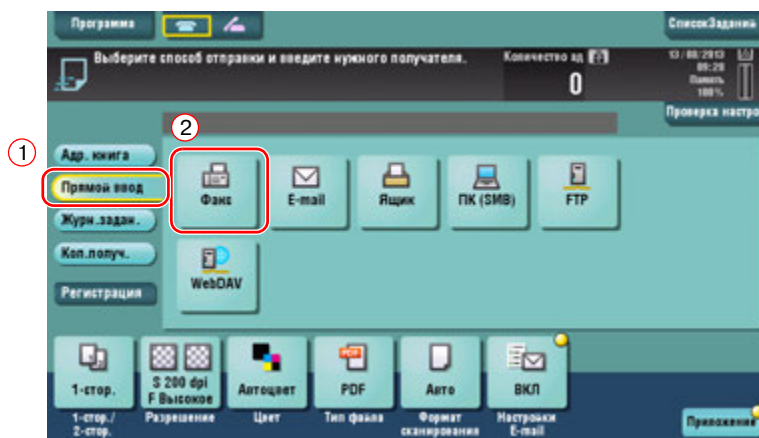 Программа
СписокЗаданий
Выберите способ отправки и введите нужного получателя.
Количество ад
0
13/08/2013
09:28
Память
100%
Проверка настро
1
2
Адр. книга
Прямой ввод
Журн.задан.
Коп.получ.
Регистрация
Факс
E-mail
Ящик
ПК (SMB)
FTP
WebDAV
1-стор.
S 200 dpi
F Высокое
Автоцвет
PDF
Авто
ВКЛ
1-стор./
2-стор.
Разрешение
Цвет
Тип файла
Формат
сканирования
Настройки
E-mail
Приложение